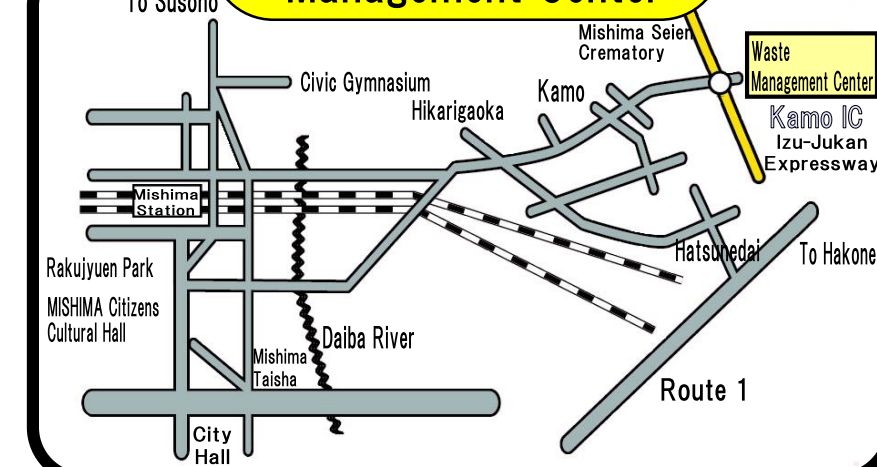 To Susono
Management Center
Mishima Seien
Crematory
Waste
Management Center
Civic Gymnasium
Kamo
Hikarigaoka
Kamo IC
Izu-Jukan
Expressway
Mishima
Station
Hatsunedai
To Hakone
Rakujyuen Park
MISHIMA Citizens
Cultural Hall
Daiba River
Mishima
Taisha
Route 1
City
Hall